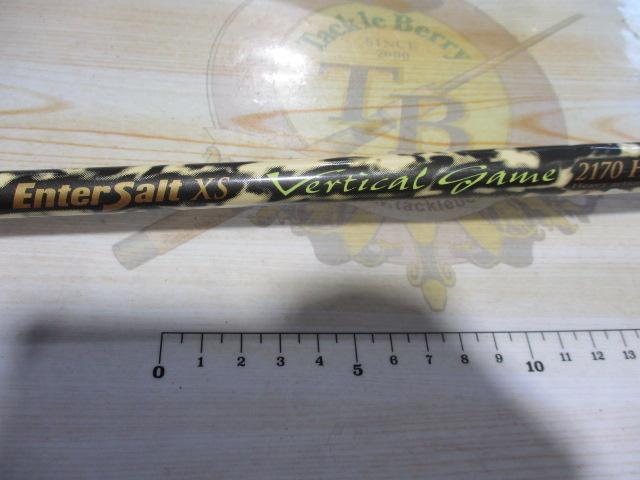 Tackle Berry
SINCE
TB
EnterSalt XS Vertical Game 2170
0 1 2 3 4 5 6 7 8 9 10 11 12 13